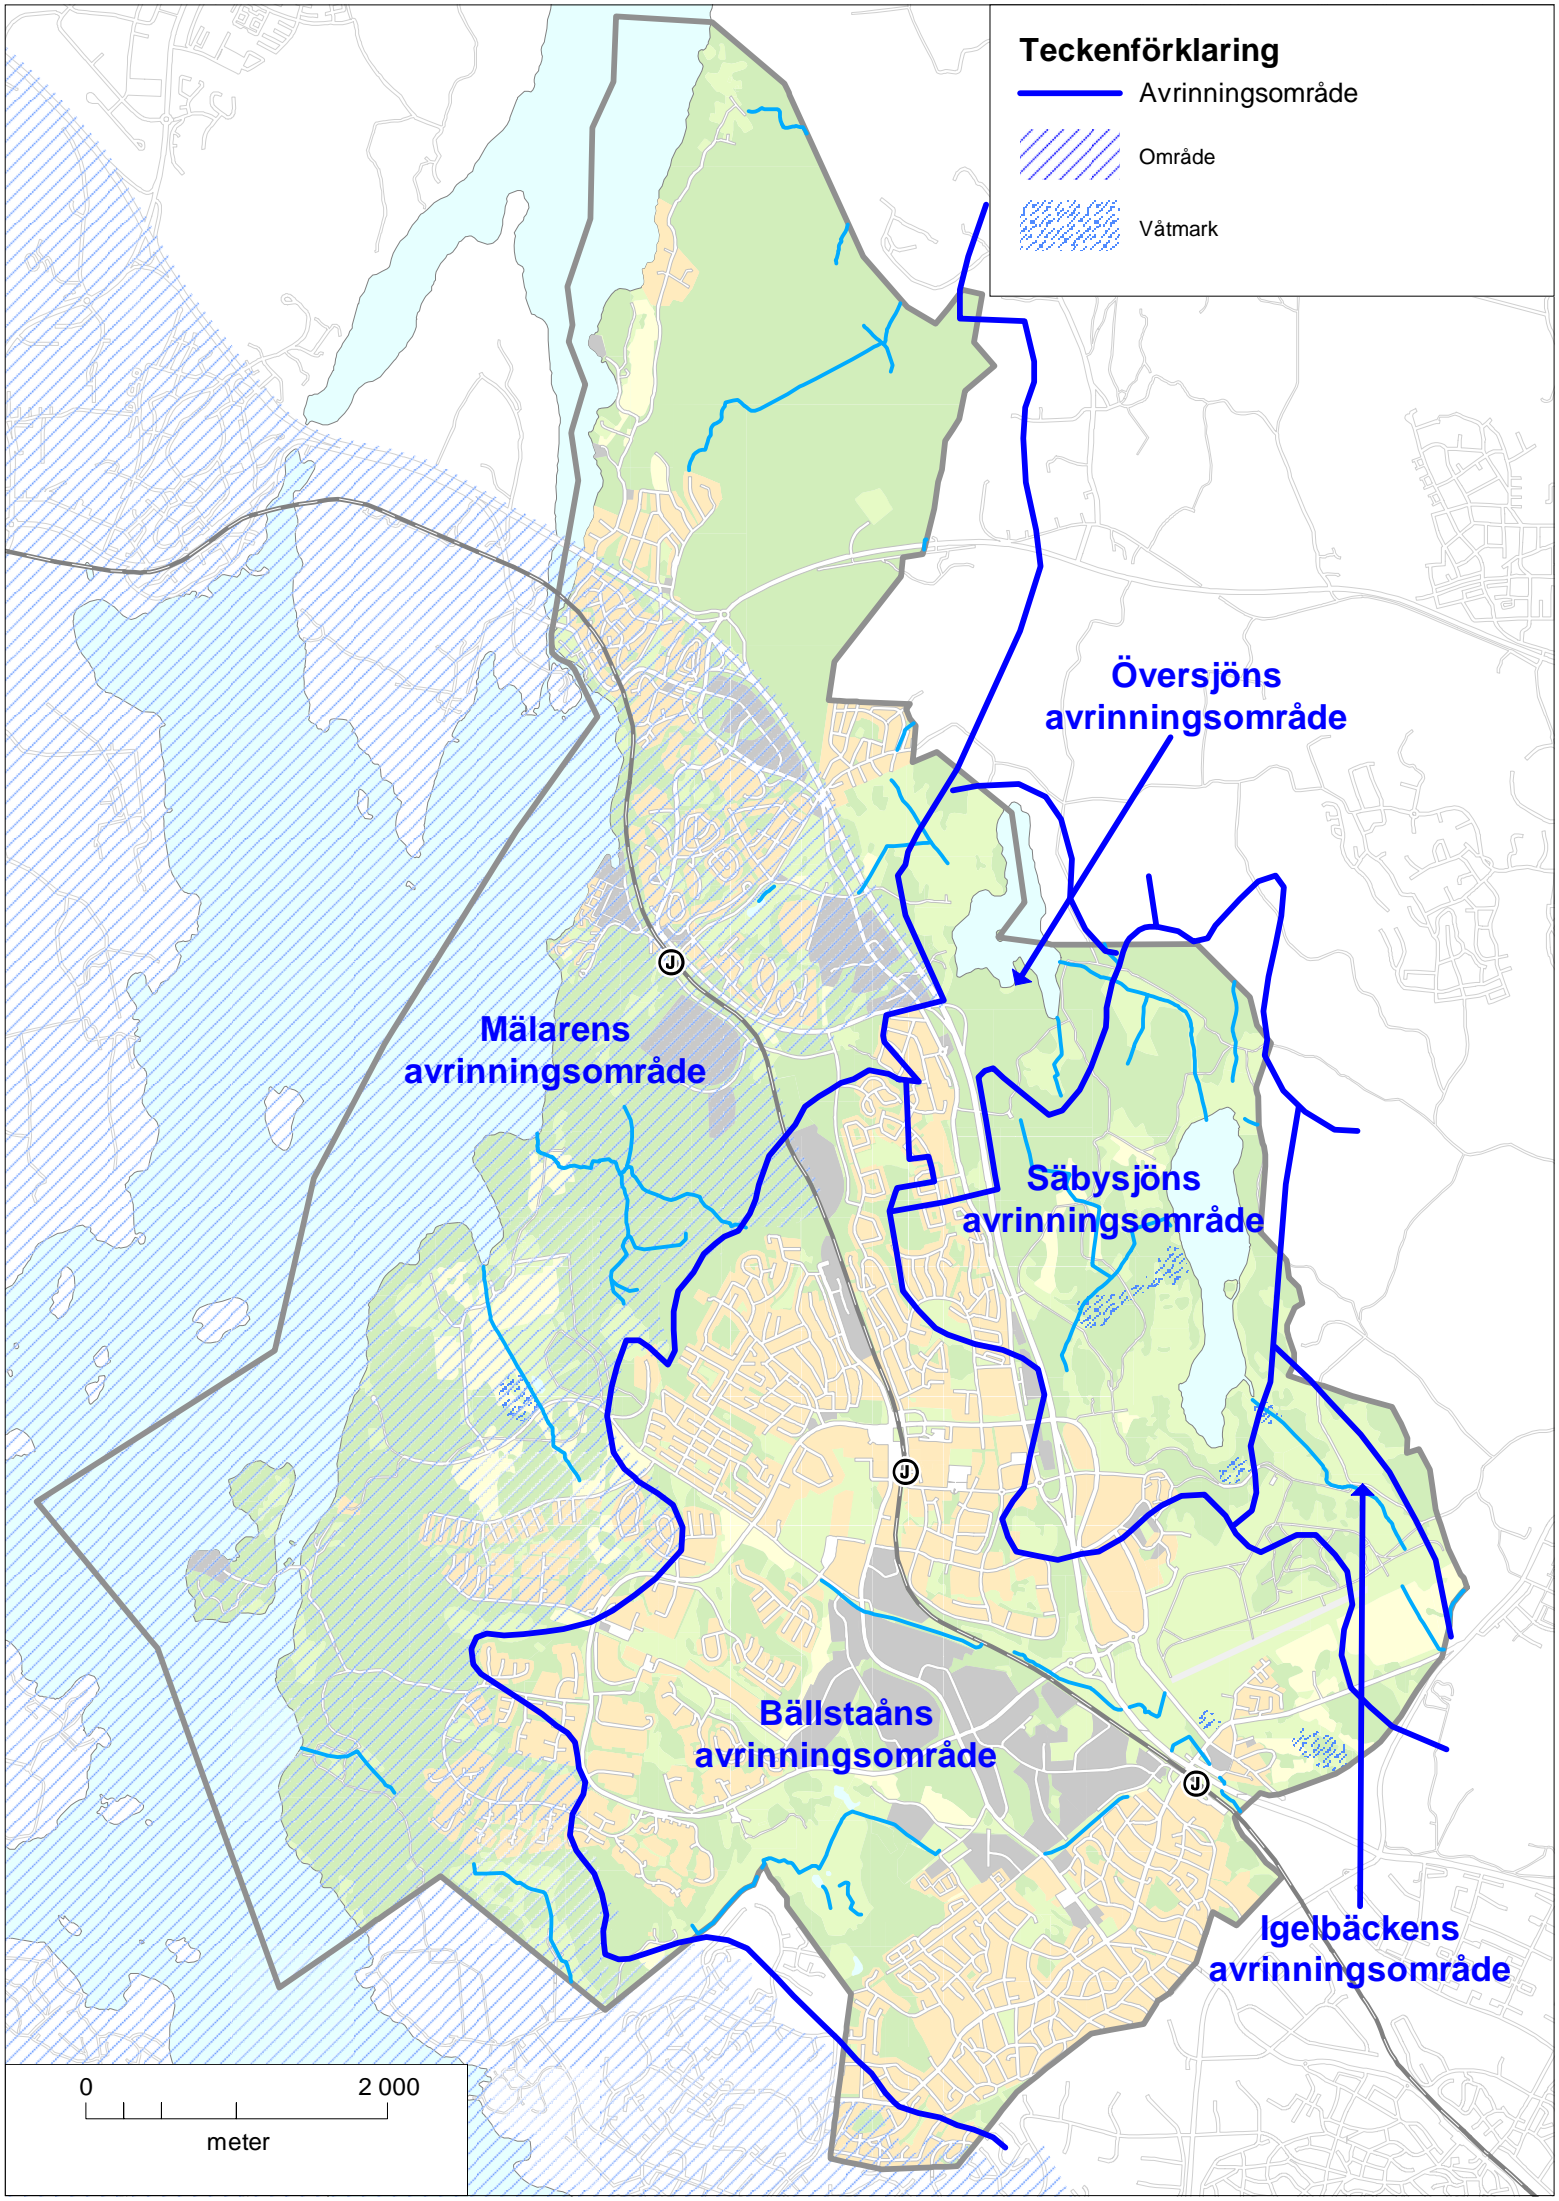 Teckenförklaring
Avrinningsområde
Område
Våtmark
Översjöns
avrinningsområde
J
Mälarens
avrinningsområde
Säbysjöns
avrinningsområde
J
Bällstaåns
avrinningsområde
J
Igelbäckens
avrinningsområde
0 2 000
meter